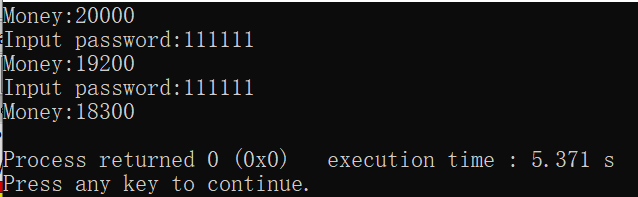 Money:20000
Input password:111111
Money:19200
Input password:111111
Money:18300
Process returned 0 (0x0)   execution time : 5.371 s
Press any key to continue.